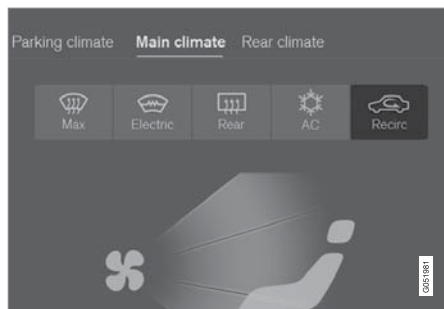 Parking climate Main climate Rear climate
Max Electric Rear AC Recirc
G051981